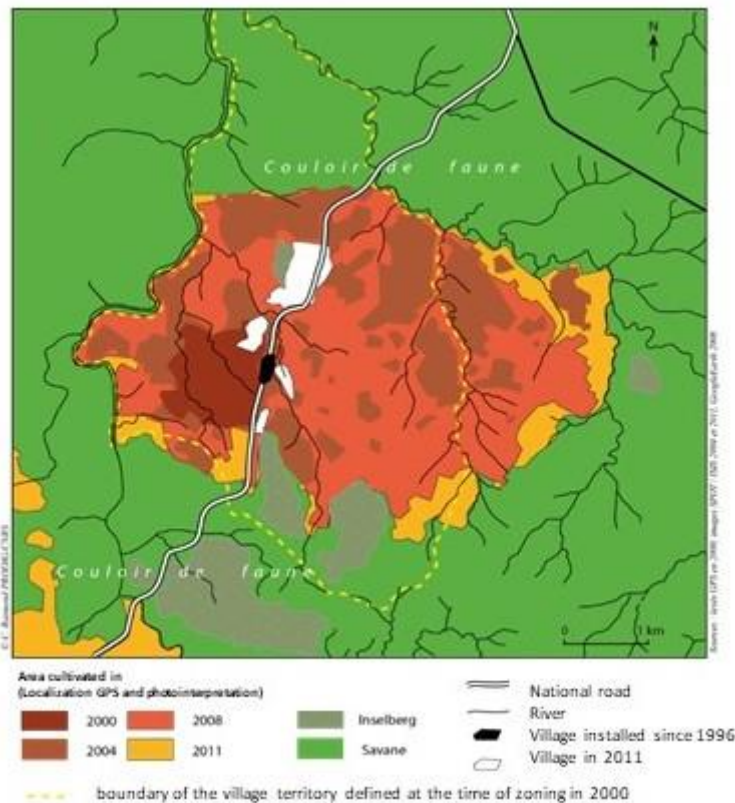 N
Couloir de faune
Couloir de faune
0 1 km
Area cultivated in
(Localization GPS and photointerpretation)
2000
2008
2004
2011
Inselberg
Savane
National road
River
Village installed since 1996
Village in 2011
boundary of the village territory defined at the time of zoning in 2000